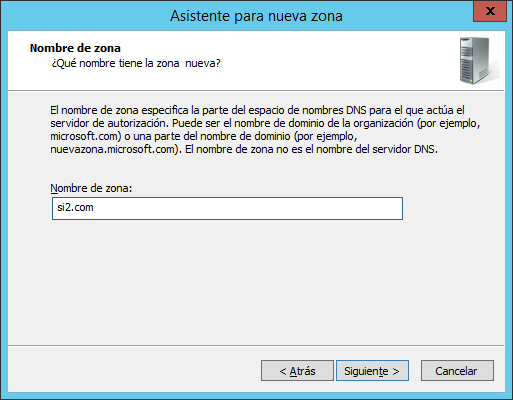 Asistente para nueva zona
x
Nombre de zona
¿Qué nombre tiene la zona nueva?
El nombre de zona especifica la parte del espacio de nombres DNS para el que actúa el
servidor de autorización. Puede ser el nombre de dominio de la organización (por ejemplo,
microsoft.com) o una parte del nombre de dominio (por ejemplo,
nuevazona.microsoft.com). El nombre de zona no es el nombre del servidor DNS.
Nombre de zona:
si2.com
< Atrás
Siguiente >
Cancelar